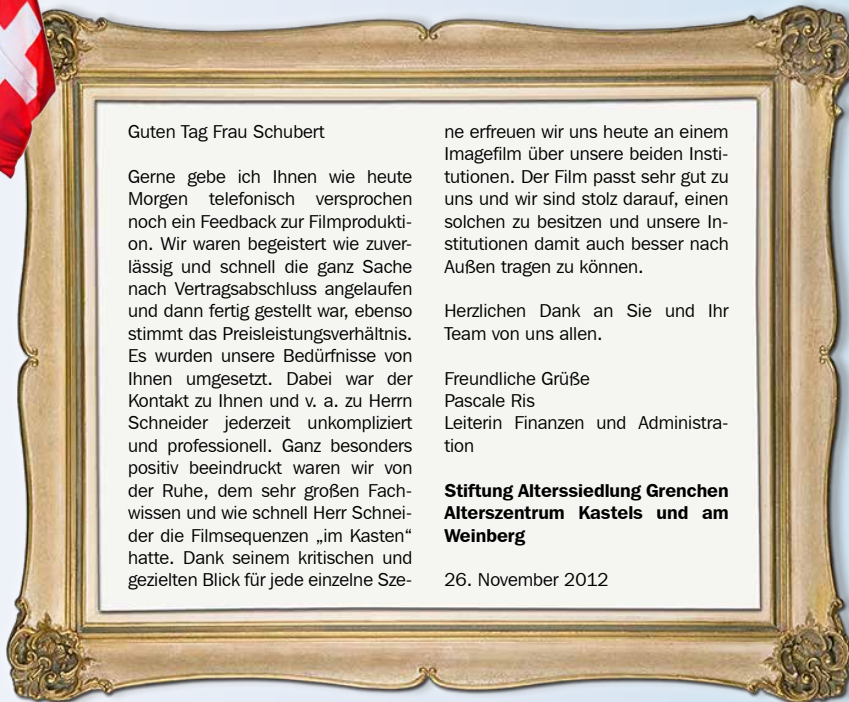 Guten Tag Frau Schubert
Gerne gebe ich Ihnen wie heute
Morgen telefonisch versprochen
noch ein Feedback zur Filmprodukti-
on. Wir waren begeistert wie zuver-
lässig und schnell die ganz Sache
nach Vertragsabschluss angelaufen
und dann fertig gestellt war, ebenso
stimmt das Preisleistungsverhältnis.
Es wurden unsere Bedürfnisse von
Ihnen umgesetzt. Dabei war der
Kontakt zu Ihnen und v. a. zu Herrn
Schneider jederzeit unkompliziert
und professionell. Ganz besonders
positiv beeindruckt waren wir von
der Ruhe, dem sehr großen Fach-
wissen und wie schnell Herr Schnei-
der die Filmsequenzen „im Kasten“
hatte. Dank seinem kritischen und
gezielten Blick für jede einzelne Sze-
ne erfreuen wir uns heute an einem
Imagefilm über unsere beiden Insti-
tutionen. Der Film passt sehr gut zu
uns und wir sind stolz darauf, einen
solchen zu besitzen und unsere In-
stitutionen damit auch besser nach
Außen tragen zu können.
Herzlichen Dank an Sie und Ihr
Team von uns allen.
Freundliche Grüße
Pascale Ris
Leiterin Finanzen und Administra-
tion
Stiftung Alterssiedlung Grenchen
Alterszentrum Kastels und am
Weinberg
26. November 2012